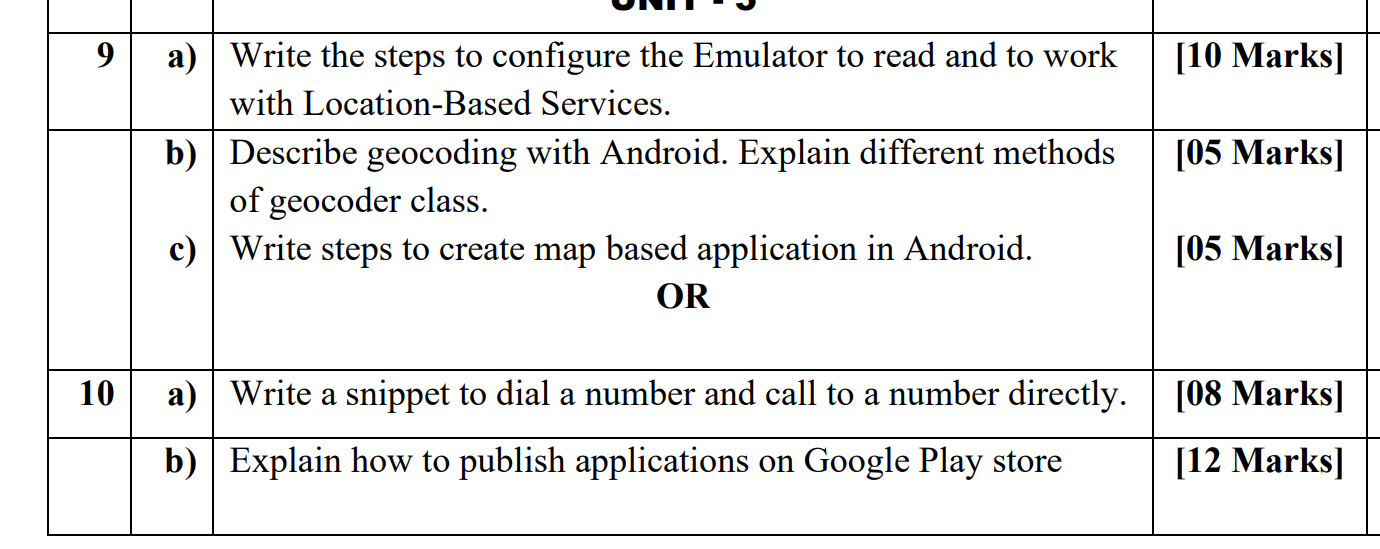 UNIT - 5
9 a) Write the steps to configure the Emulator to read and to work [10 Marks]
with Location-Based Services.
b) Describe geocoding with Android. Explain different methods [05 Marks]
of geocoder class.
c) Write steps to create map based application in Android. [05 Marks]
OR
10 a) Write a snippet to dial a number and call to a number directly. [08 Marks]
b) Explain how to publish applications on Google Play store [12 Marks]